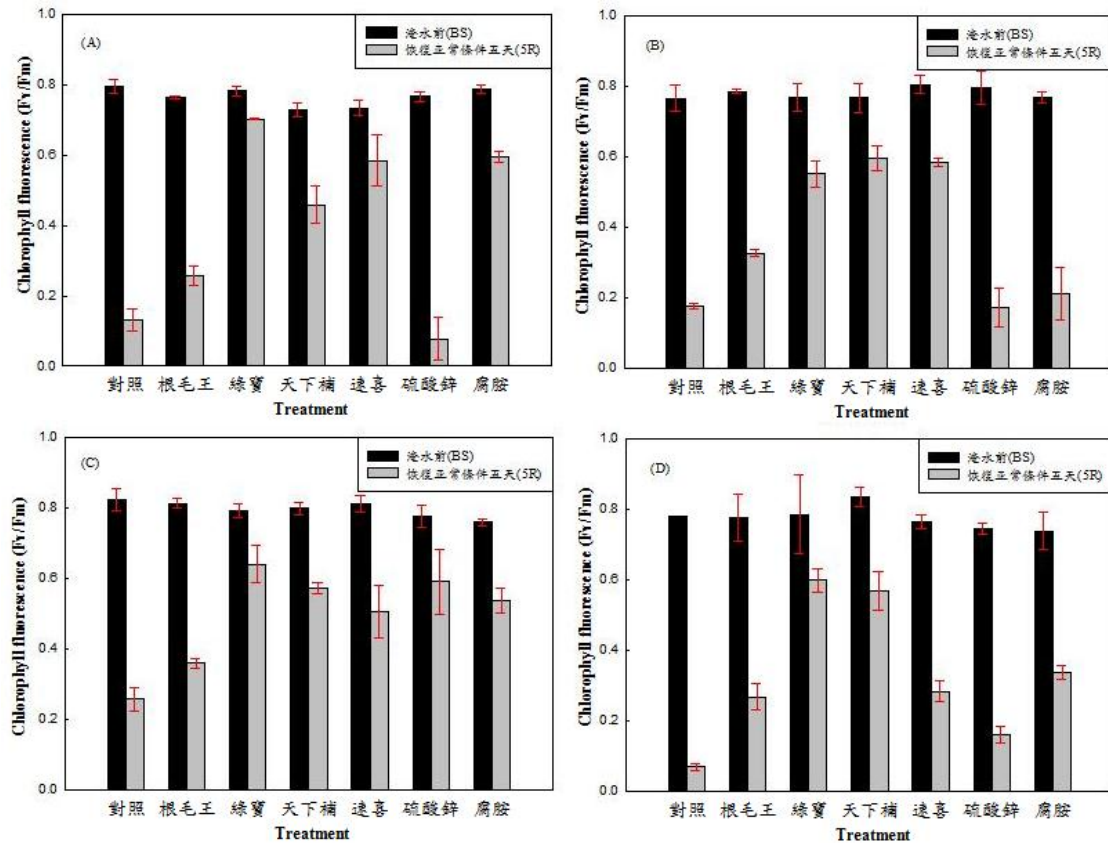 (A)
淹水前(BS)
恢復正常條件五天(5R)
Chlorophyll fluorescence (Fv/Fm)
1.0
0.8
0.6
0.4
0.2
0.0
對照 根毛王 綠寶 天下補 速喜 硫酸鋅 腐胺
Treatment
(B)
淹水前(BS)
恢復正常條件五天(5R)
Chlorophyll fluorescence (Fv/Fm)
1.0
0.8
0.6
0.4
0.2
0.0
對照 根毛王 綠寶 天下補 速喜 硫酸鋅 腐胺
Treatment
(C)
淹水前(BS)
恢復正常條件五天(5R)
Chlorophyll fluorescence (Fv/Fm)
1.0
0.8
0.6
0.4
0.2
0.0
對照 根毛王 綠寶 天下補 速喜 硫酸鋅 腐胺
Treatment
(D)
淹水前(BS)
恢復正常條件五天(5R)
Chlorophyll fluorescence (Fv/Fm)
1.0
0.8
0.6
0.4
0.2
0.0
對照 根毛王 綠寶 天下補 速喜 硫酸鋅 腐胺
Treatment